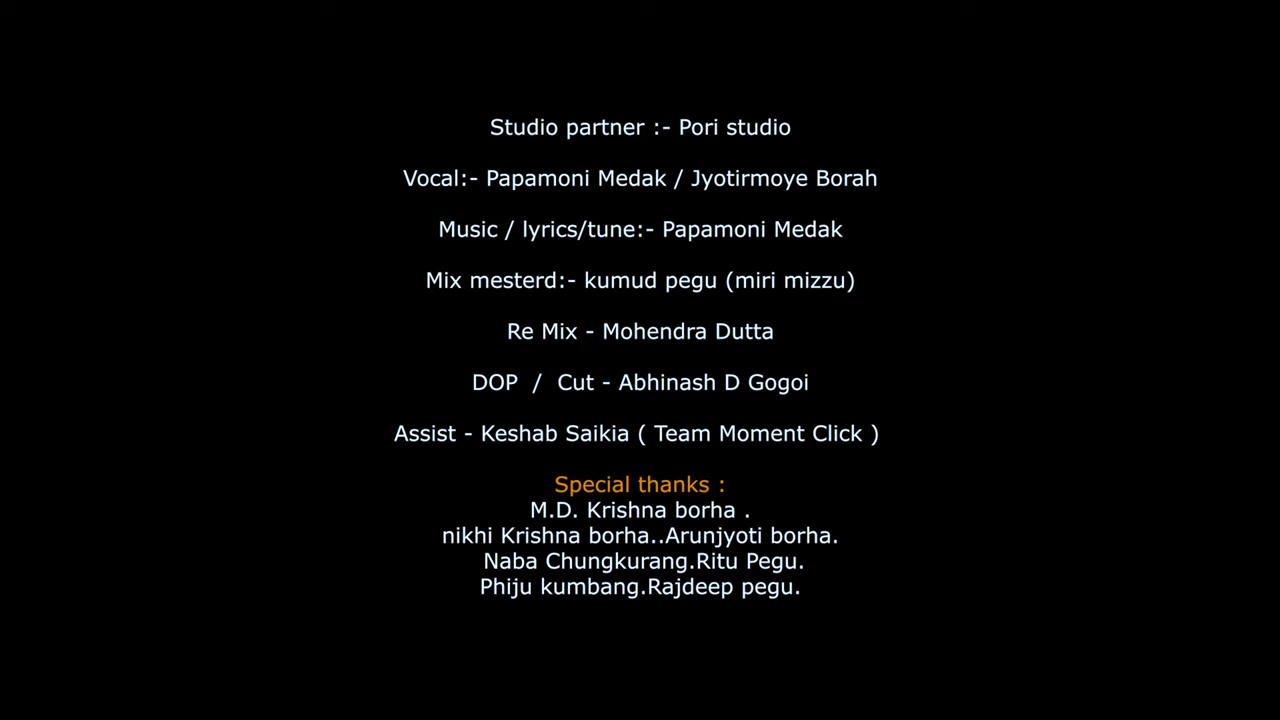 Studio partner :- Pori studio
Vocal:- Papamoni Medak / Jyotirmoye Borah
Music / lyrics/tune:- Papamoni Medak
Mix mesterd:- kumud pegu (miri mizzu)
Re Mix - Mohendra Dutta
DOP  /  Cut - Abhinash D Gogoi
Assist - Keshab Saikia ( Team Moment Click )
Special thanks :
M.D. Krishna borha .
nikhi Krishna borha..Arunjyoti borha.
Naba Chungkurang.Ritu Pegu.
Phiju kumbang.Rajdeep pegu.